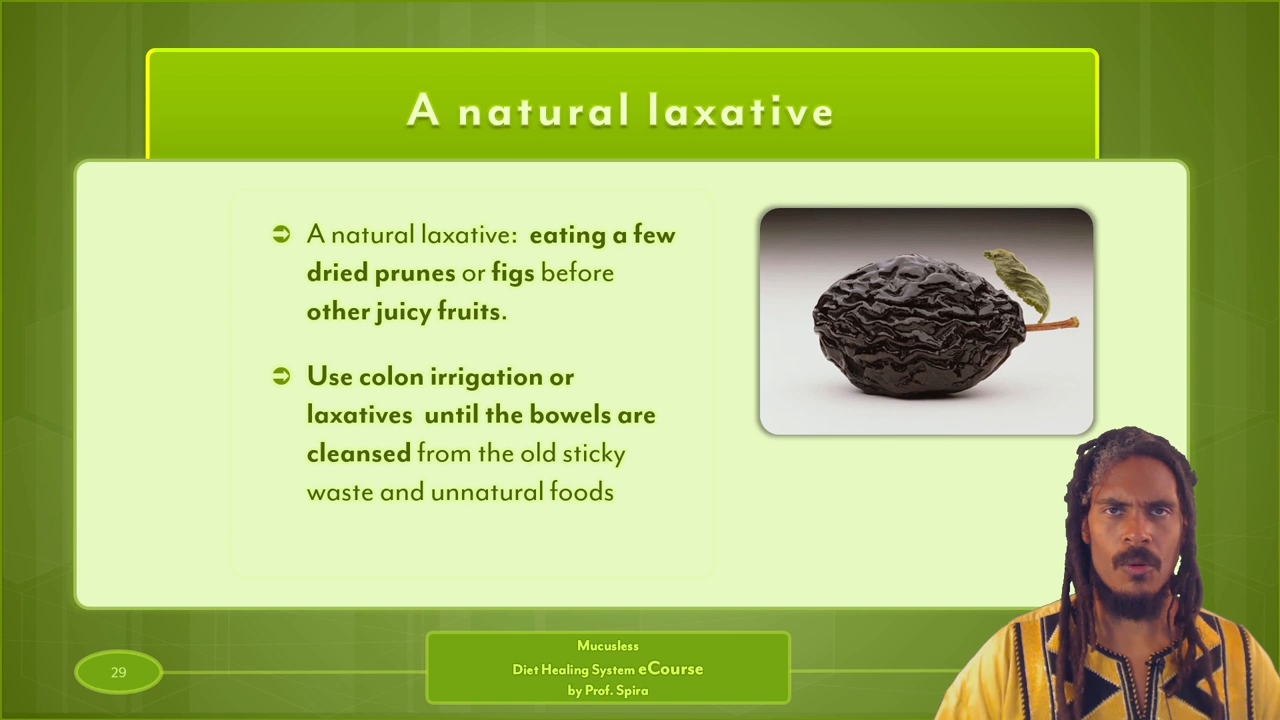 A natural laxative
A natural laxative: eating a few
dried prunes or figs before
other juicy fruits.
Use colon irrigation or
laxatives until the bowels are
cleansed from the old sticky
waste and unnatural foods
29
Mucusless
Diet Healing System eCourse
by Prof. Spira